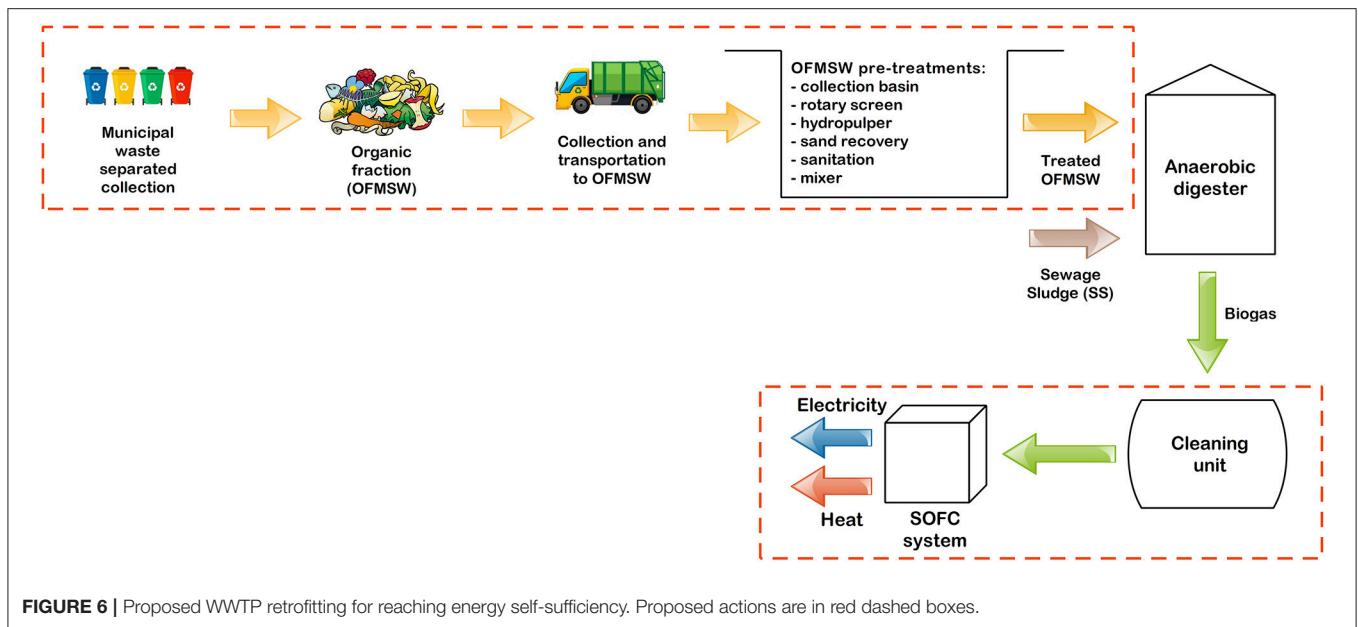 Municipal
waste
separated
collection
Organic
fraction
(OFMSW)
Collection and
transportation
to OFMSW
OFMSW pre-treatments:
- collection basin
- rotary screen
- hydropulper
- sand recovery
- sanitation
- mixer
Treated
OFMSW
Anaerobic
digester
Sewage
Sludge (SS)
Biogas
Cleaning
unit
SOFC
system
Electricity
Heat
FIGURE 6 | Proposed WWTP retrofitting for reaching energy self-sufficiency. Proposed actions are in red dashed boxes.